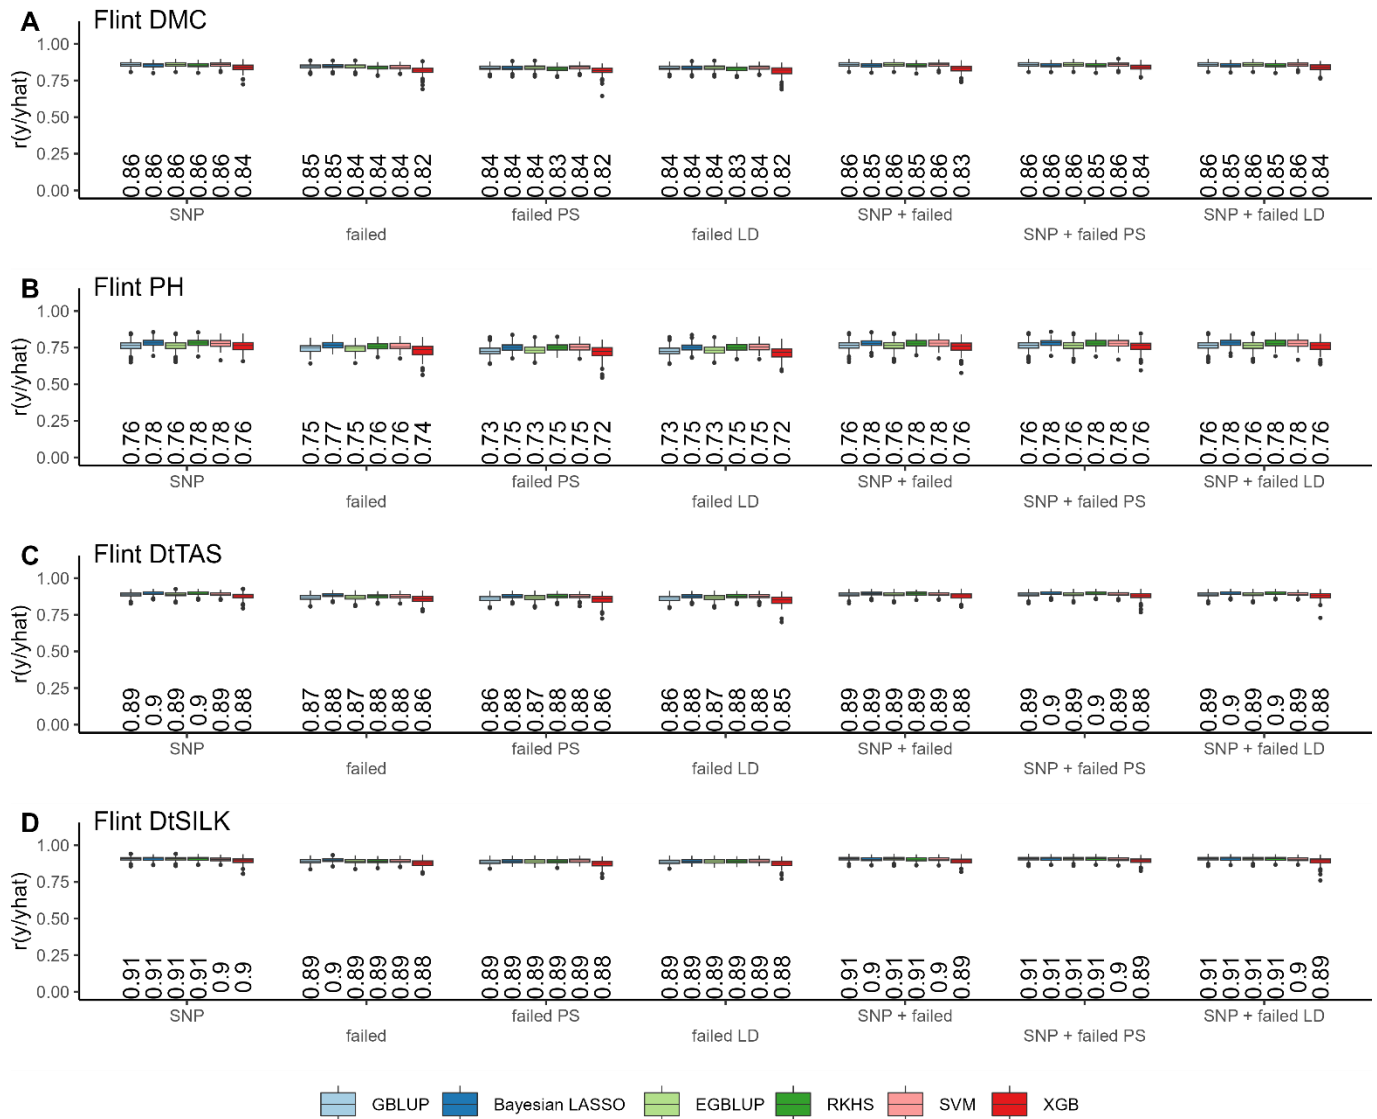 A Flint DMC
1.00
0.75
0.50
0.25
0.00
r(y/yhat)
0.86 0.86 0.86 0.86 0.86 0.84 0.85 0.85 0.84 0.84 0.84 0.82 0.84 0.84 0.84 0.83 0.84 0.82 0.84 0.84 0.84 0.83 0.84 0.82 0.86 0.85 0.86 0.85 0.86 0.83 0.86 0.86 0.86 0.85 0.86 0.84 0.86 0.85 0.86 0.85 0.86 0.84
SNP failed PS SNP + failed SNP + failed LD
failed failed LD SNP + failed PS
B Flint PH
1.00
0.75
0.50
0.25
0.00
r(y/yhat)
0.76 0.78 0.76 0.78 0.78 0.76 0.75 0.77 0.75 0.76 0.76 0.74 0.73 0.75 0.73 0.75 0.75 0.72 0.73 0.75 0.73 0.75 0.75 0.72 0.76 0.78 0.76 0.78 0.78 0.76 0.76 0.78 0.76 0.78 0.78 0.76 0.76 0.78 0.76 0.78 0.78 0.76
SNP failed PS SNP + failed SNP + failed LD
failed failed LD SNP + failed PS
C Flint DtTAS
1.00
0.75
0.50
0.25
0.00
r(y/yhat)
0.89 0.9 0.89 0.9 0.89 0.88 0.87 0.88 0.87 0.88 0.88 0.86 0.86 0.88 0.87 0.88 0.88 0.86 0.86 0.88 0.87 0.88 0.88 0.85 0.89 0.89 0.89 0.89 0.89 0.88 0.89 0.9 0.89 0.9 0.89 0.88 0.89 0.9 0.89 0.9 0.89 0.88
SNP failed PS SNP + failed SNP + failed LD
failed failed LD SNP + failed PS
D Flint DtSILK
1.00
0.75
0.50
0.25
0.00
r(y/yhat)
0.91 0.91 0.91 0.91 0.9 0.9 0.89 0.9 0.89 0.89 0.89 0.88 0.89 0.89 0.89 0.89 0.89 0.88 0.89 0.89 0.89 0.89 0.89 0.88 0.91 0.9 0.91 0.91 0.9 0.89 0.91 0.91 0.91 0.91 0.9 0.89 0.91 0.91 0.91 0.91 0.9 0.89
SNP failed PS SNP + failed SNP + failed LD
failed failed LD SNP + failed PS
GBLUP Bayesian LASSO EGBLUP RKHS SVM XGB